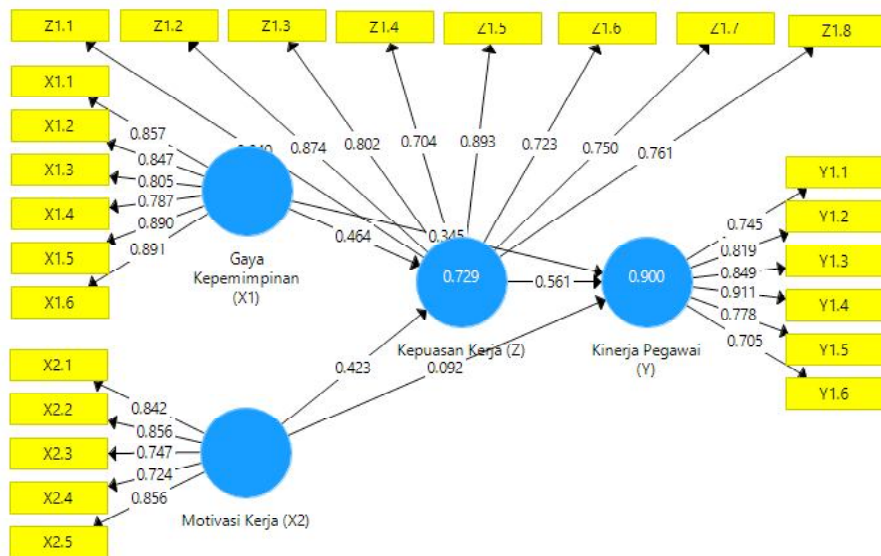 Z1.1
Z1.2
Z1.3
Z1.4
Z1.5
Z1.6
Z1.7
Z1.8
X1.1
X1.2
X1.3
X1.4
X1.5
X1.6
0.857
0.847
0.805
0.787
0.890
0.891
0.874
0.802
0.704
0.893
0.723
0.750
0.761
Gaya
Kepemimpinan
(X1)
0.464
0.345
0.729
Kepuasan Kerja (Z)
0.561
0.900
Kinerja Pegawai
(Y)
0.745
0.819
0.849
0.911
0.778
0.705
Y1.1
Y1.2
Y1.3
Y1.4
Y1.5
Y1.6
0.423
0.092
X2.1
X2.2
X2.3
X2.4
X2.5
0.842
0.856
0.747
0.724
0.856
Motivasi Kerja (X2)